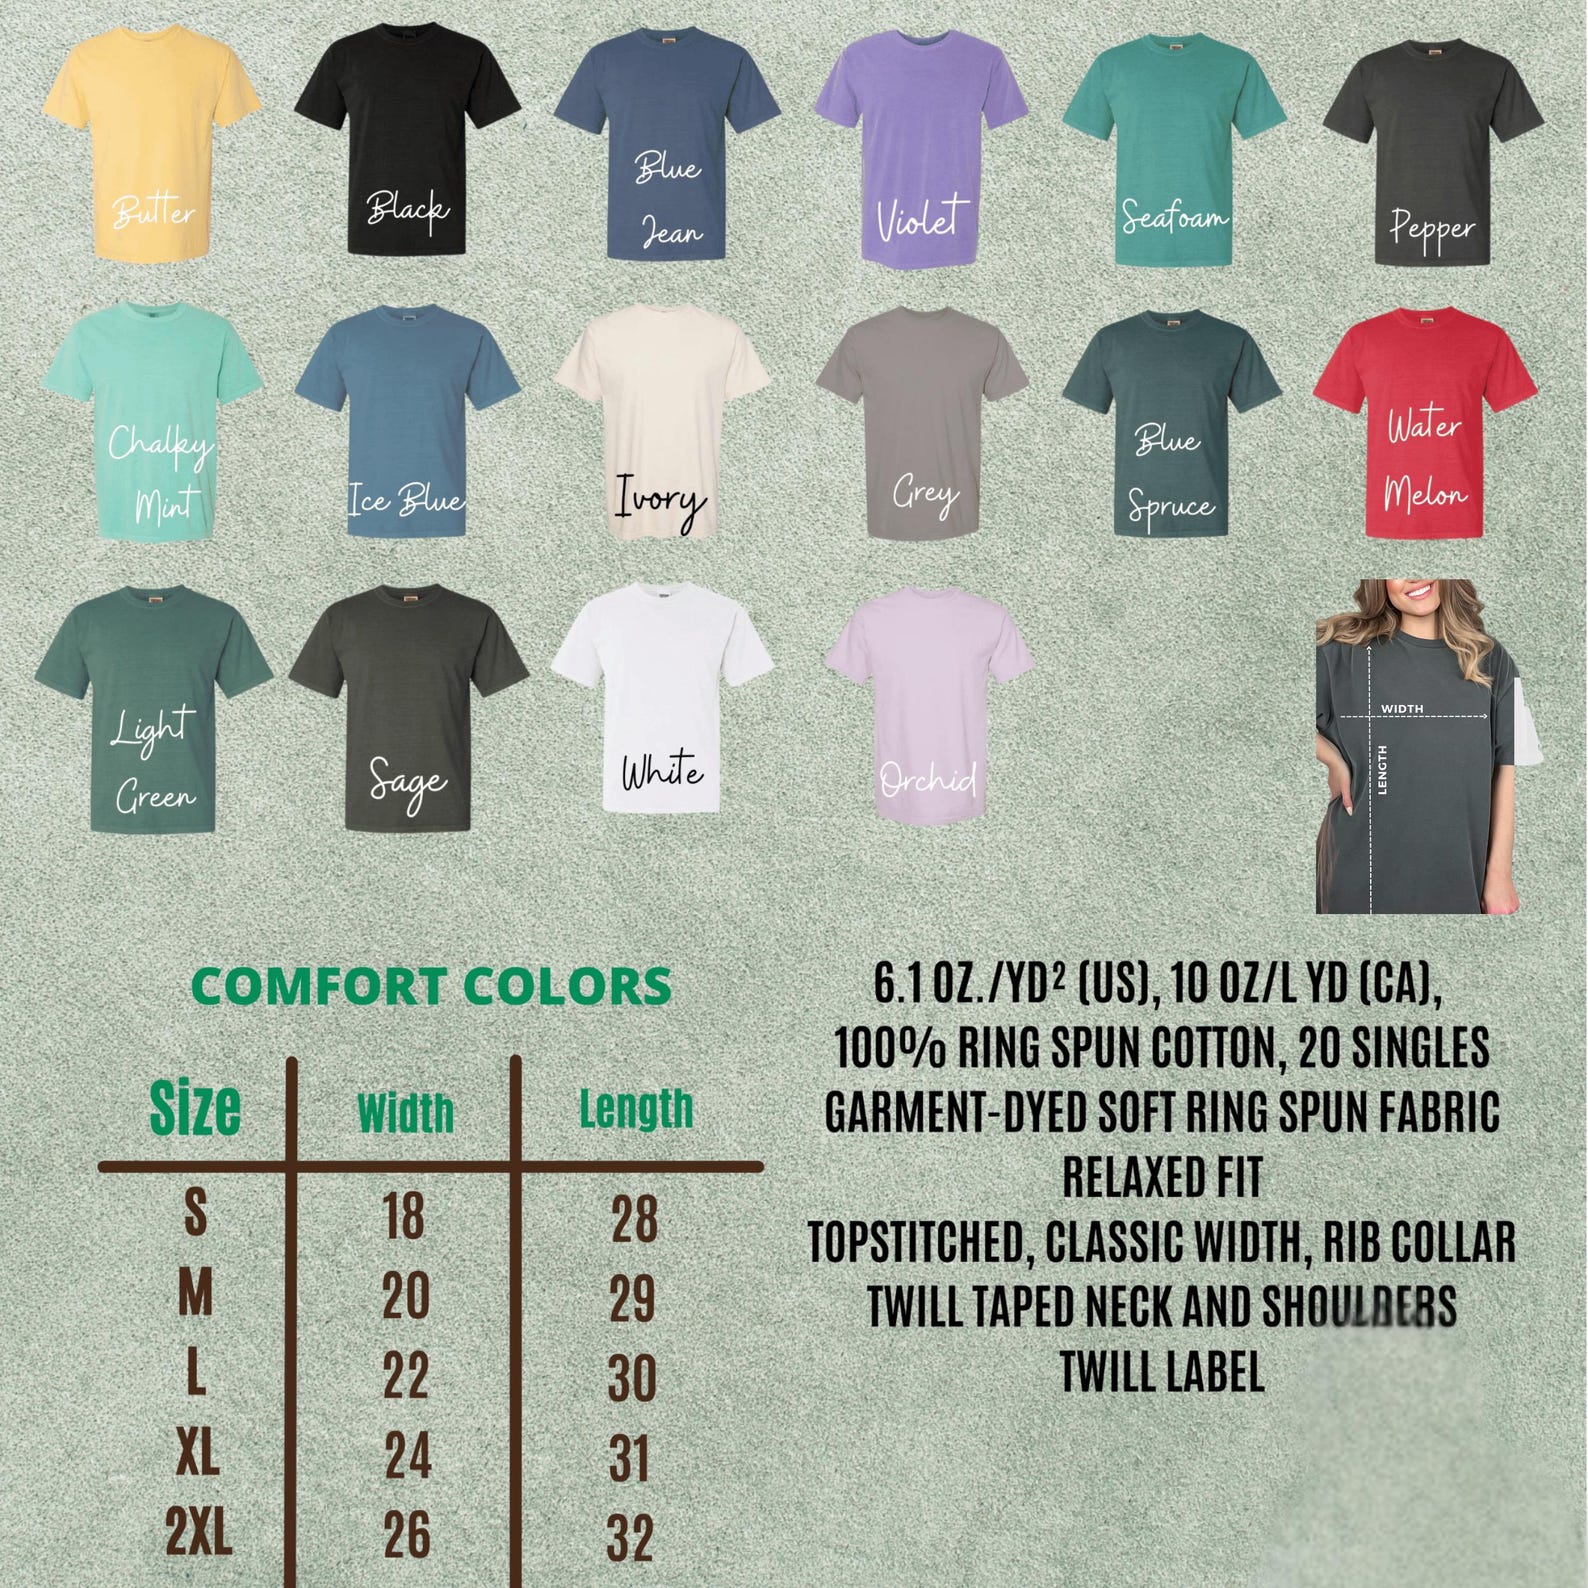 Butter
Black
Blue
Jean
Violet
Seafoam
Pepper
Chalky
Mint
Ice Blue
Ivory
Grey
Blue
Spruce
Water
Melon
Light
Green
Sage
White
Orchid
WIDTH
LENGTH
COMFORT COLORS
Size Width Length
S 18 28
M 20 29
L 22 30
XL 24 31
2XL 26 32
6.1 OZ./YD² (US), 10 OZ/L YD (CA),
100% RING SPUN COTTON, 20 SINGLES
GARMENT-DYED SOFT RING SPUN FABRIC
RELAXED FIT
TOPSTITCHED, CLASSIC WIDTH, RIB COLLAR
TWILL TAPED NECK AND SHOULDERS
TWILL LABEL